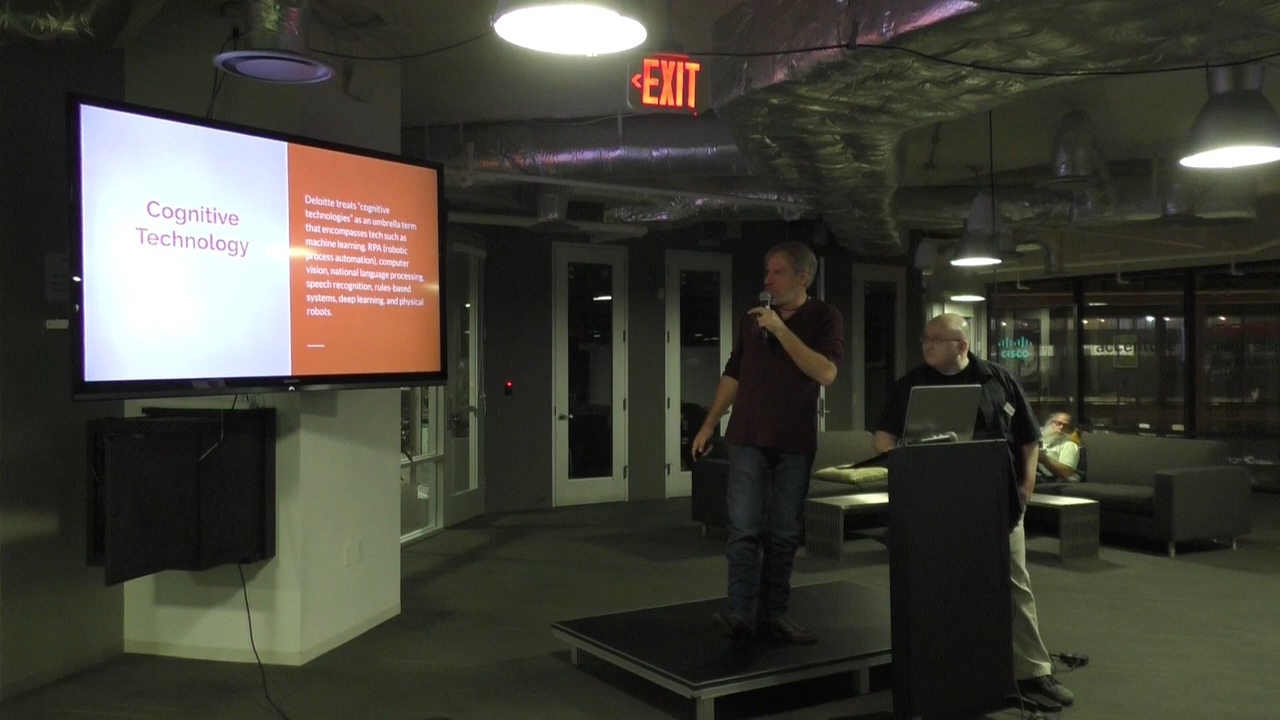 <EXIT
Cognitive
Technology
Deloitte treats "cognitive
technologies" as an umbrella term
that encompasses tech such as
machine learning, RPA (robotic
process automation), computer
vision, national language processing,
speech recognition, rules-based
systems, deep learning, and physical
robots.
CISCO